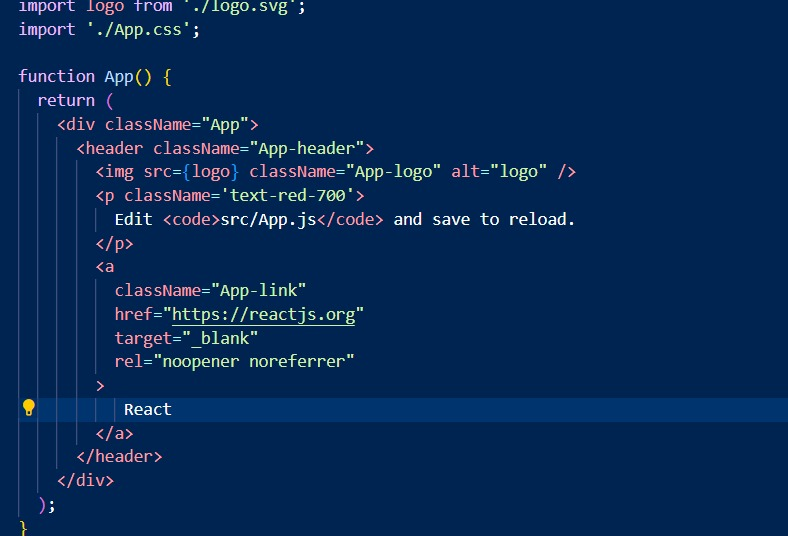 import logo from './logo.svg';
import './App.css';

function App() {
  return (
    <div className="App">
      <header className="App-header">
        <img src={logo} className="App-logo" alt="logo" />
        <p className='text-red-700'>
          Edit <code>src/App.js</code> and save to reload.
        </p>
        <a
          className="App-link"
          href="https://reactjs.org"
          target="_blank"
          rel="noopener noreferrer"
        >
           React
        </a>
      </header>
    </div>
  );
}